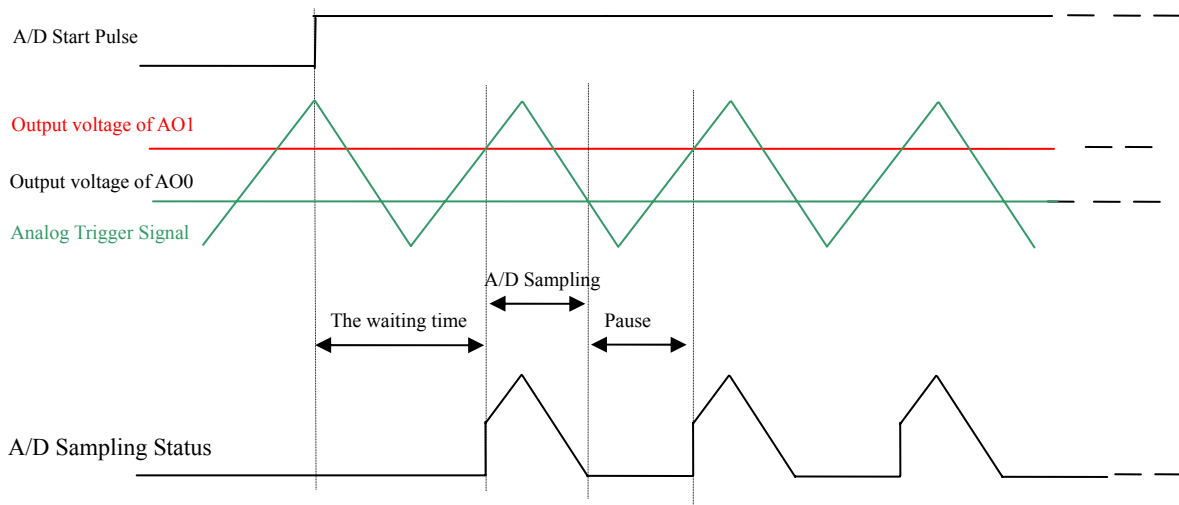 A/D Start Pulse
Output voltage of AO1
Output voltage of AO0
Analog Trigger Signal
A/D Sampling
The waiting time
Pause
A/D Sampling Status